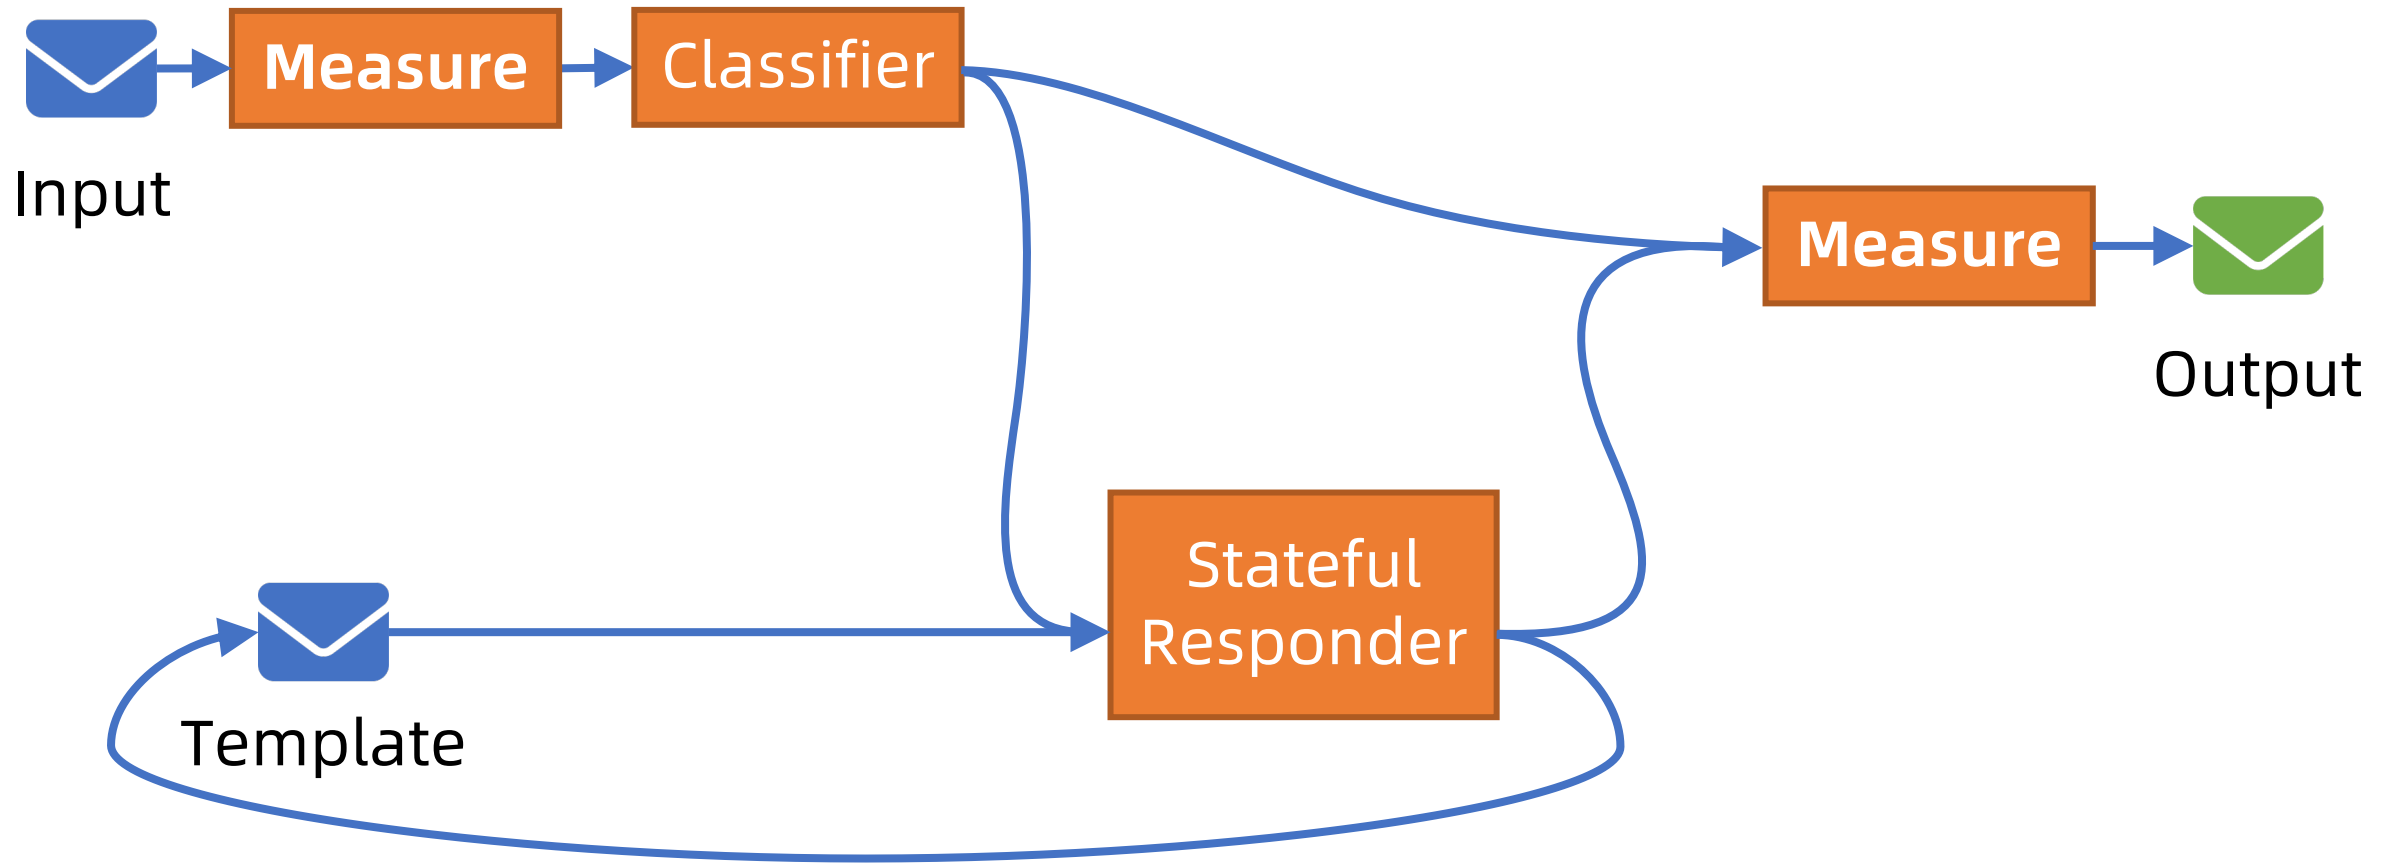 Measure
Classifier
Input
Measure
Output
Stateful
Responder
Template